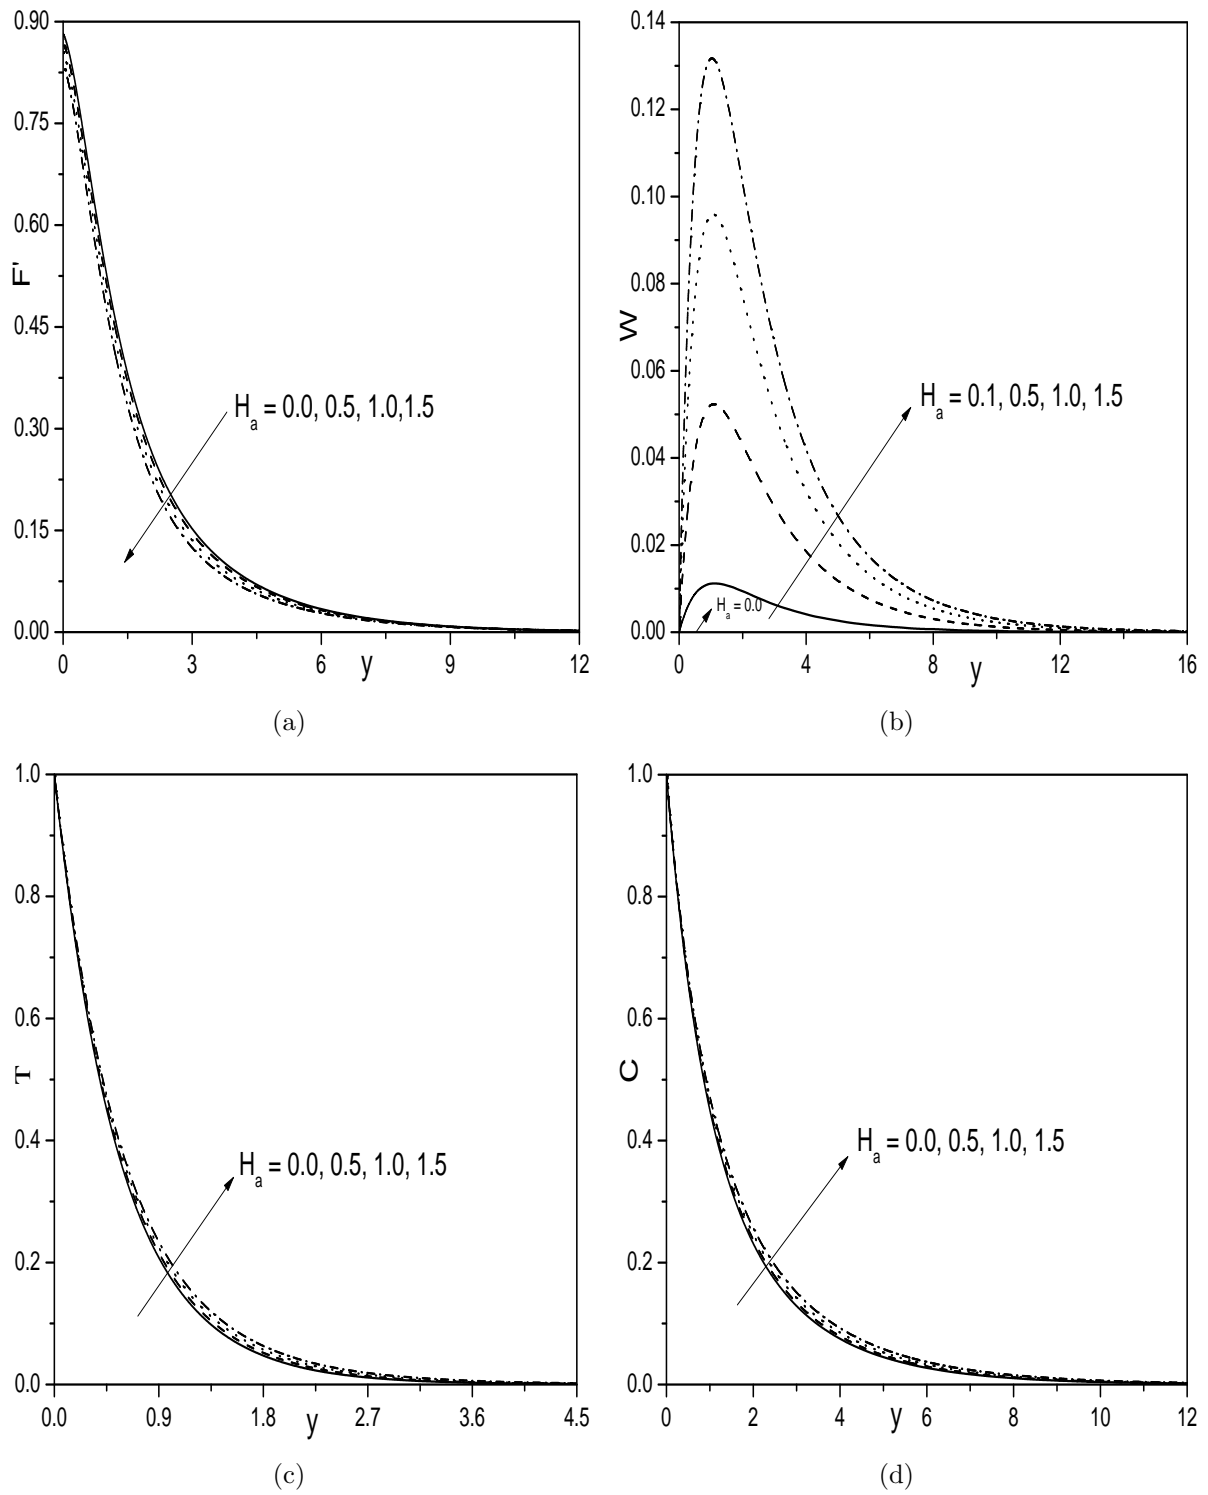 0.90
0.75
0.60
0.45
0.30
0.15
0.00
F'
H_a = 0.0, 0.5, 1.0,1.5
0 3 6 9 12
y
(a)
0.14
0.12
0.10
0.08
0.06
0.04
0.02
0.00
W
H_a = 0.1, 0.5, 1.0, 1.5
H_a = 0.0
0 4 8 12 16
y
(b)
1.0
0.8
0.6
0.4
0.2
0.0
T
H_a = 0.0, 0.5, 1.0, 1.5
0.0 0.9 1.8 2.7 3.6 4.5
y
(c)
1.0
0.8
0.6
0.4
0.2
0.0
C
H_a = 0.0, 0.5, 1.0, 1.5
0 2 4 6 8 10 12
y
(d)